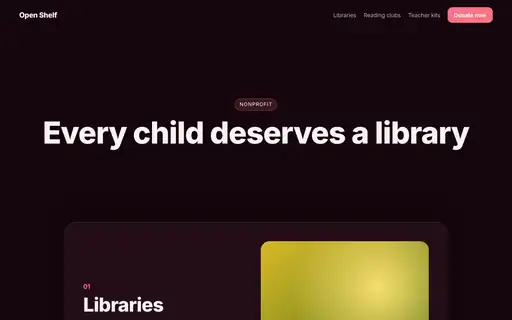 Open Shelf
Libraries
Reading clubs
Teacher kits
Donate now
NONPROFIT
Every child deserves a library
01
Libraries